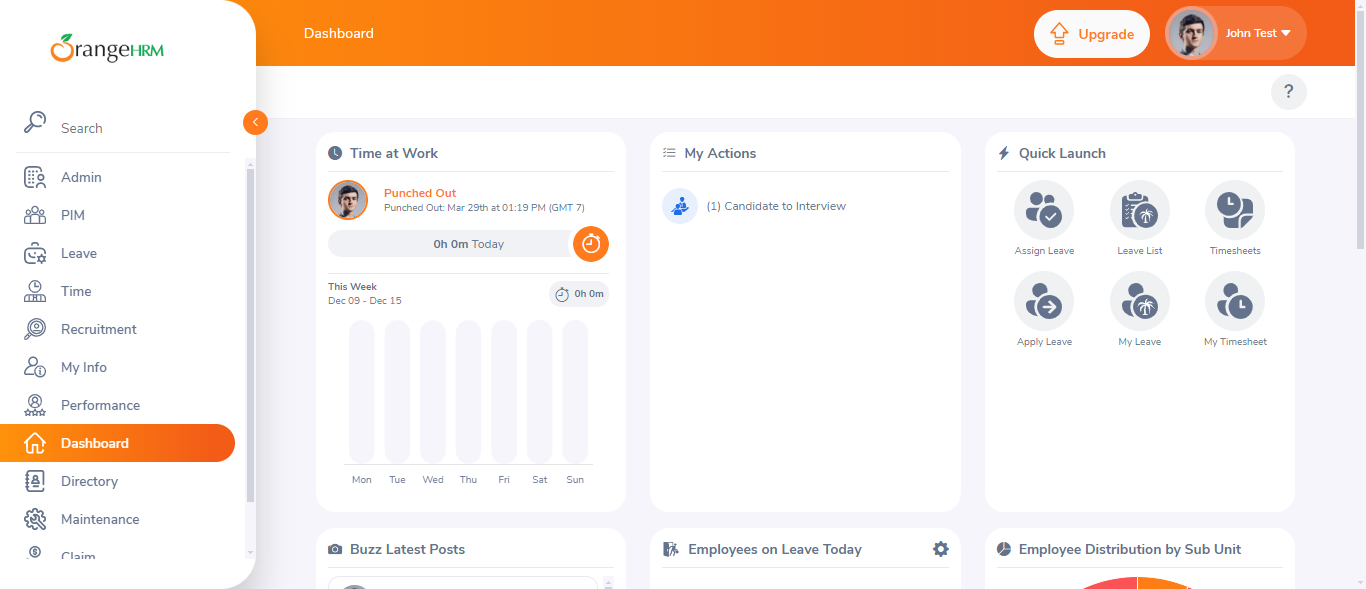 OrangeHRM
Search
Admin
PIM
Leave
Time
Recruitment
My Info
Performance
Dashboard
Directory
Maintenance
Claim
Dashboard
Upgrade
John Test
?
Time at Work
Punched Out
Punched Out: Mar 29th at 01:19 PM (GMT 7)
0h 0m Today
This Week
Dec 09 - Dec 15
0h 0m
Mon Tue Wed Thu Fri Sat Sun
My Actions
(1) Candidate to Interview
Quick Launch
Assign Leave Leave List Timesheets
Apply Leave My Leave My Timesheet
Buzz Latest Posts
Employees on Leave Today
Employee Distribution by Sub Unit